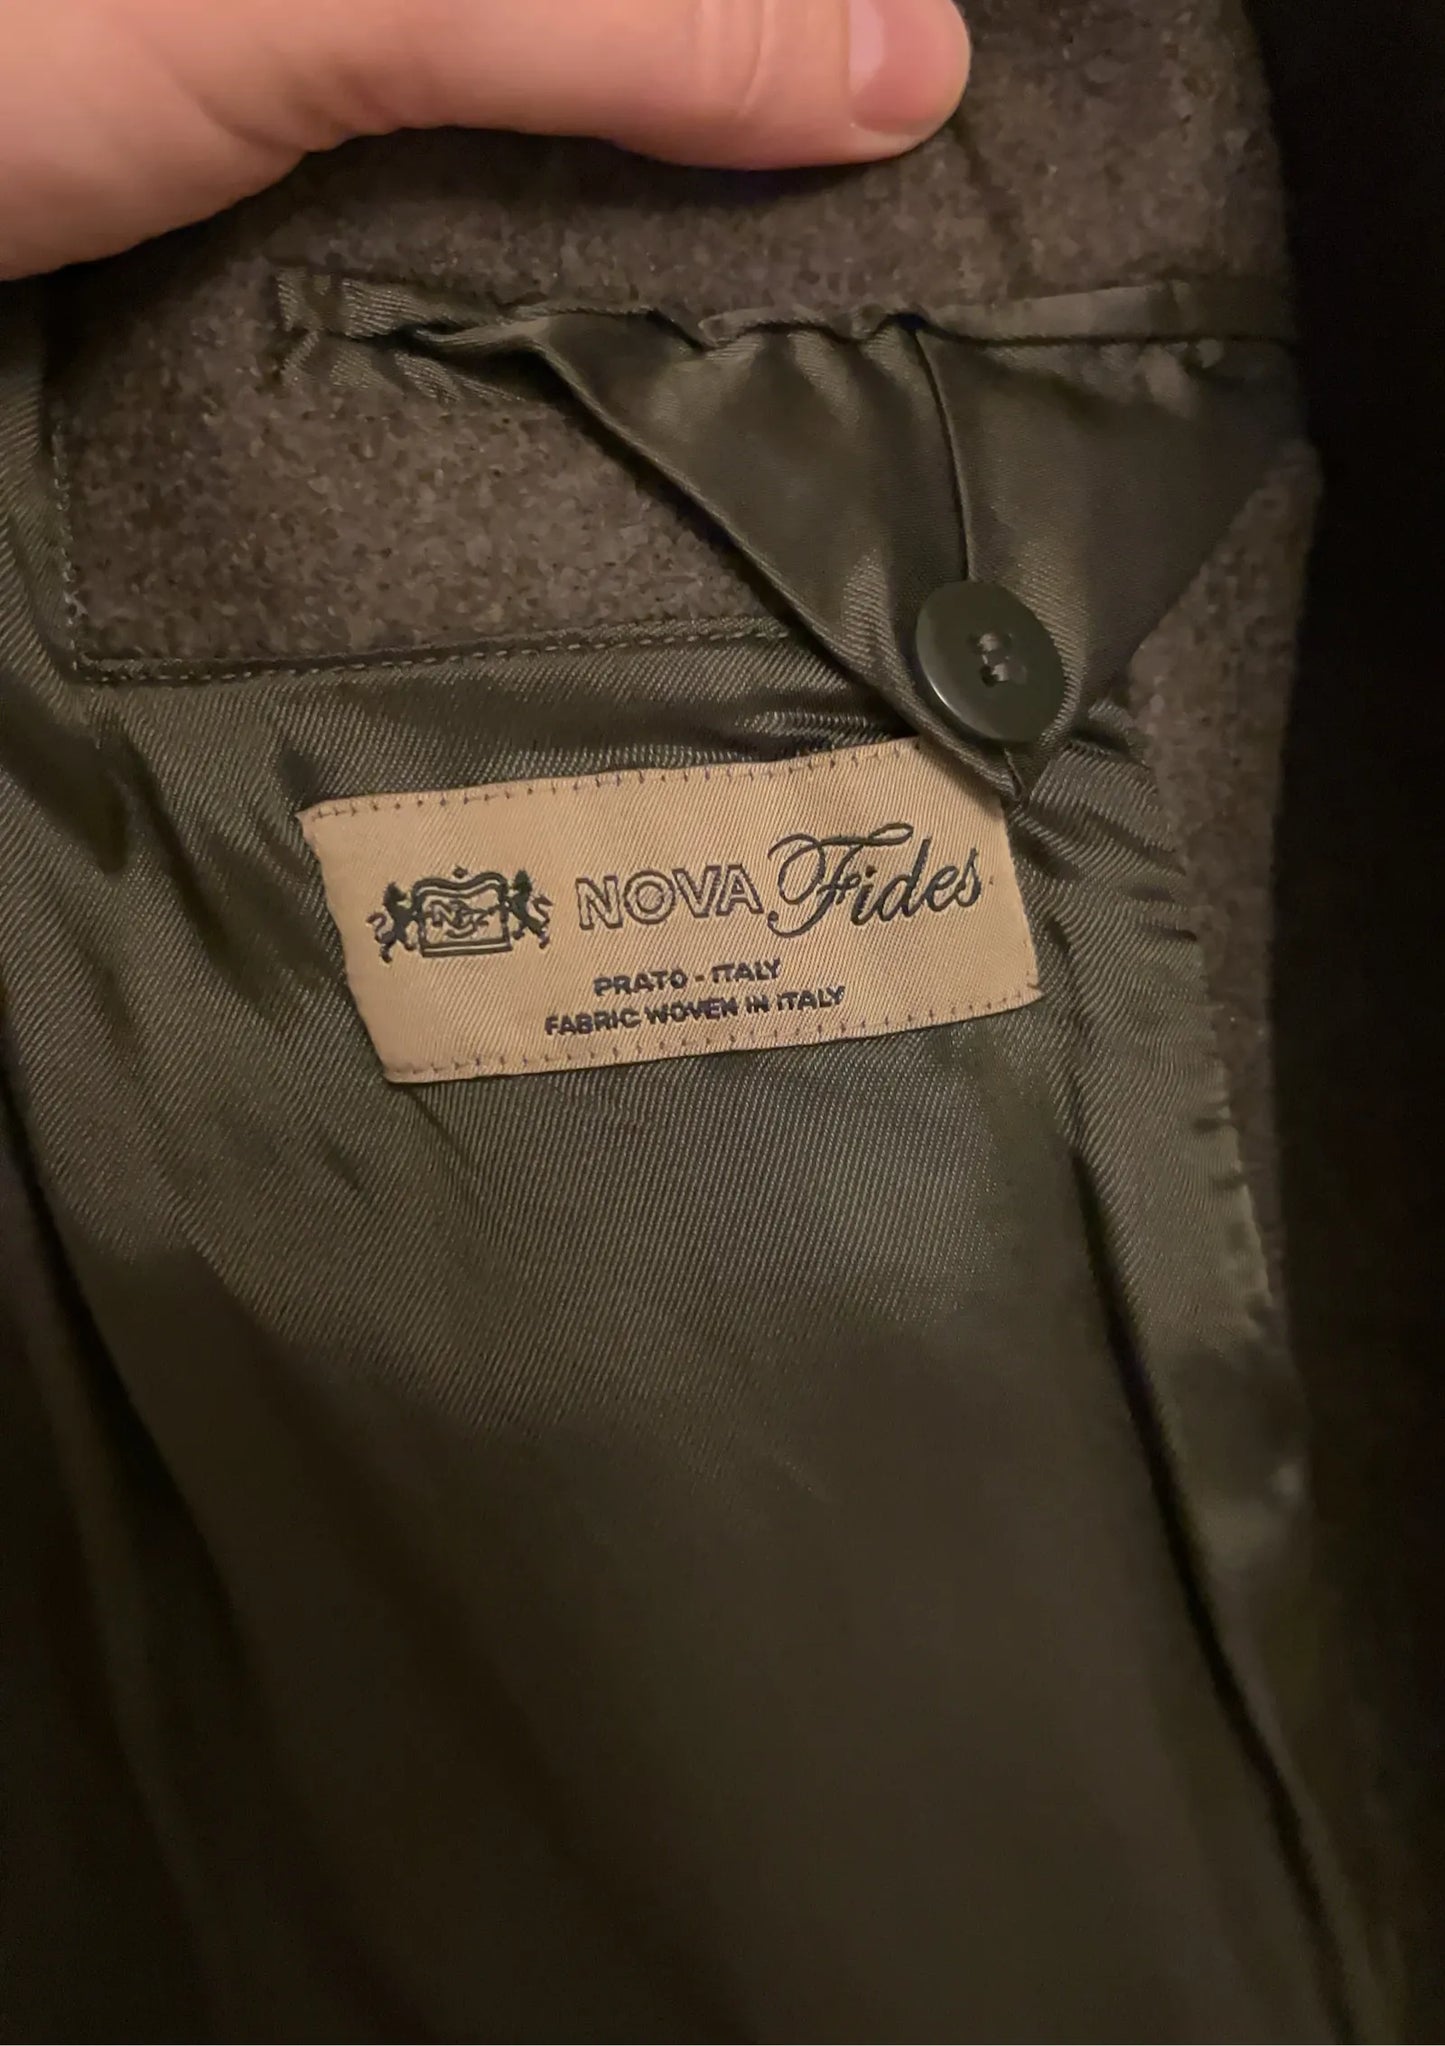 NOVA Fides
PRATO - ITALY
FABRIC WOVEN IN ITALY